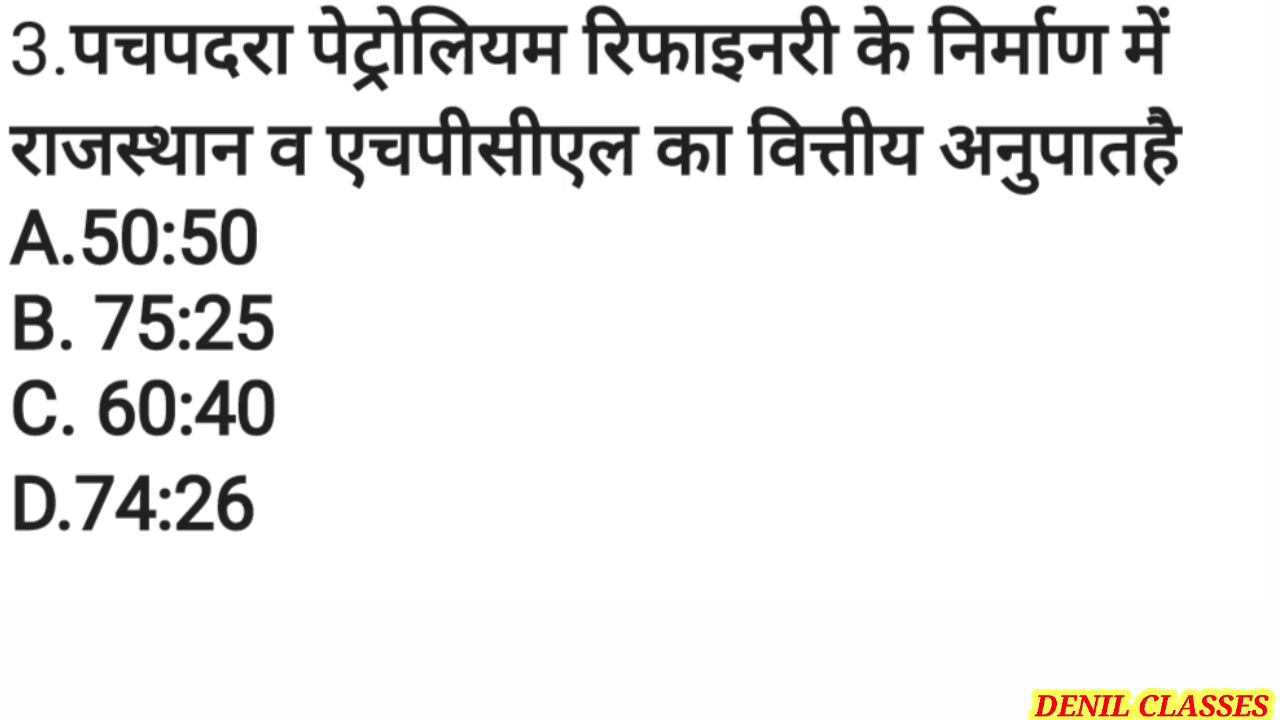 3.पचपदरा पेट्रोलियम रिफाइनरी के निर्माण में
राजस्थान व एचपीसीएल का वित्तीय अनुपातहै
A.50:50
B. 75:25
C. 60:40
D.74:26
DENIL CLASSES